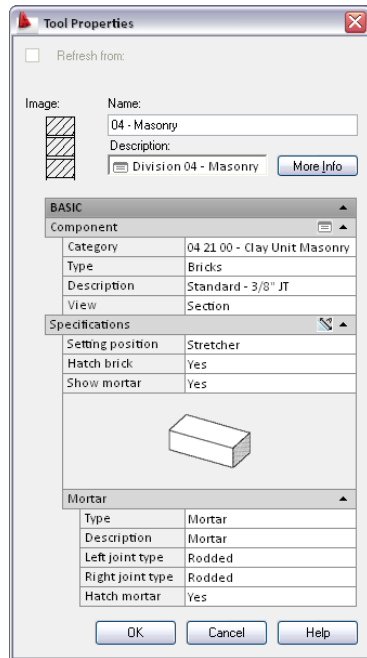 Tool Properties
Refresh from:
Image:
Name:
04 - Masonry
Description:
Division 04 - Masonry
More Info
BASIC
Component
Category 04 21 00 - Clay Unit Masonry
Type Bricks
Description Standard - 3/8" JT
View Section
Specifications
Setting position Stretcher
Hatch brick Yes
Show mortar Yes
Mortar
Type Mortar
Description Mortar
Left joint type Rodded
Right joint type Rodded
Hatch mortar Yes
OK Cancel Help